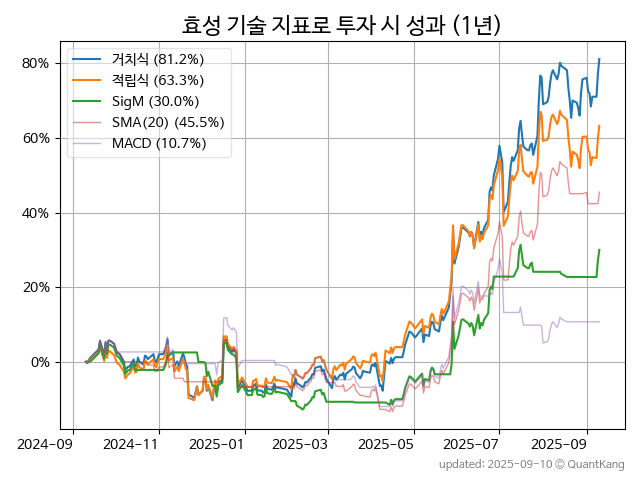 효성 기술 지표로 투자 시 성과 (1년)
거치식 (81.2%)
적립식 (63.3%)
SigM (30.0%)
SMA(20) (45.5%)
MACD (10.7%)
80%
60%
40%
20%
0%
2024-09 2024-11 2025-01 2025-03 2025-05 2025-07 2025-09
updated: 2025-09-10 © QuantKang